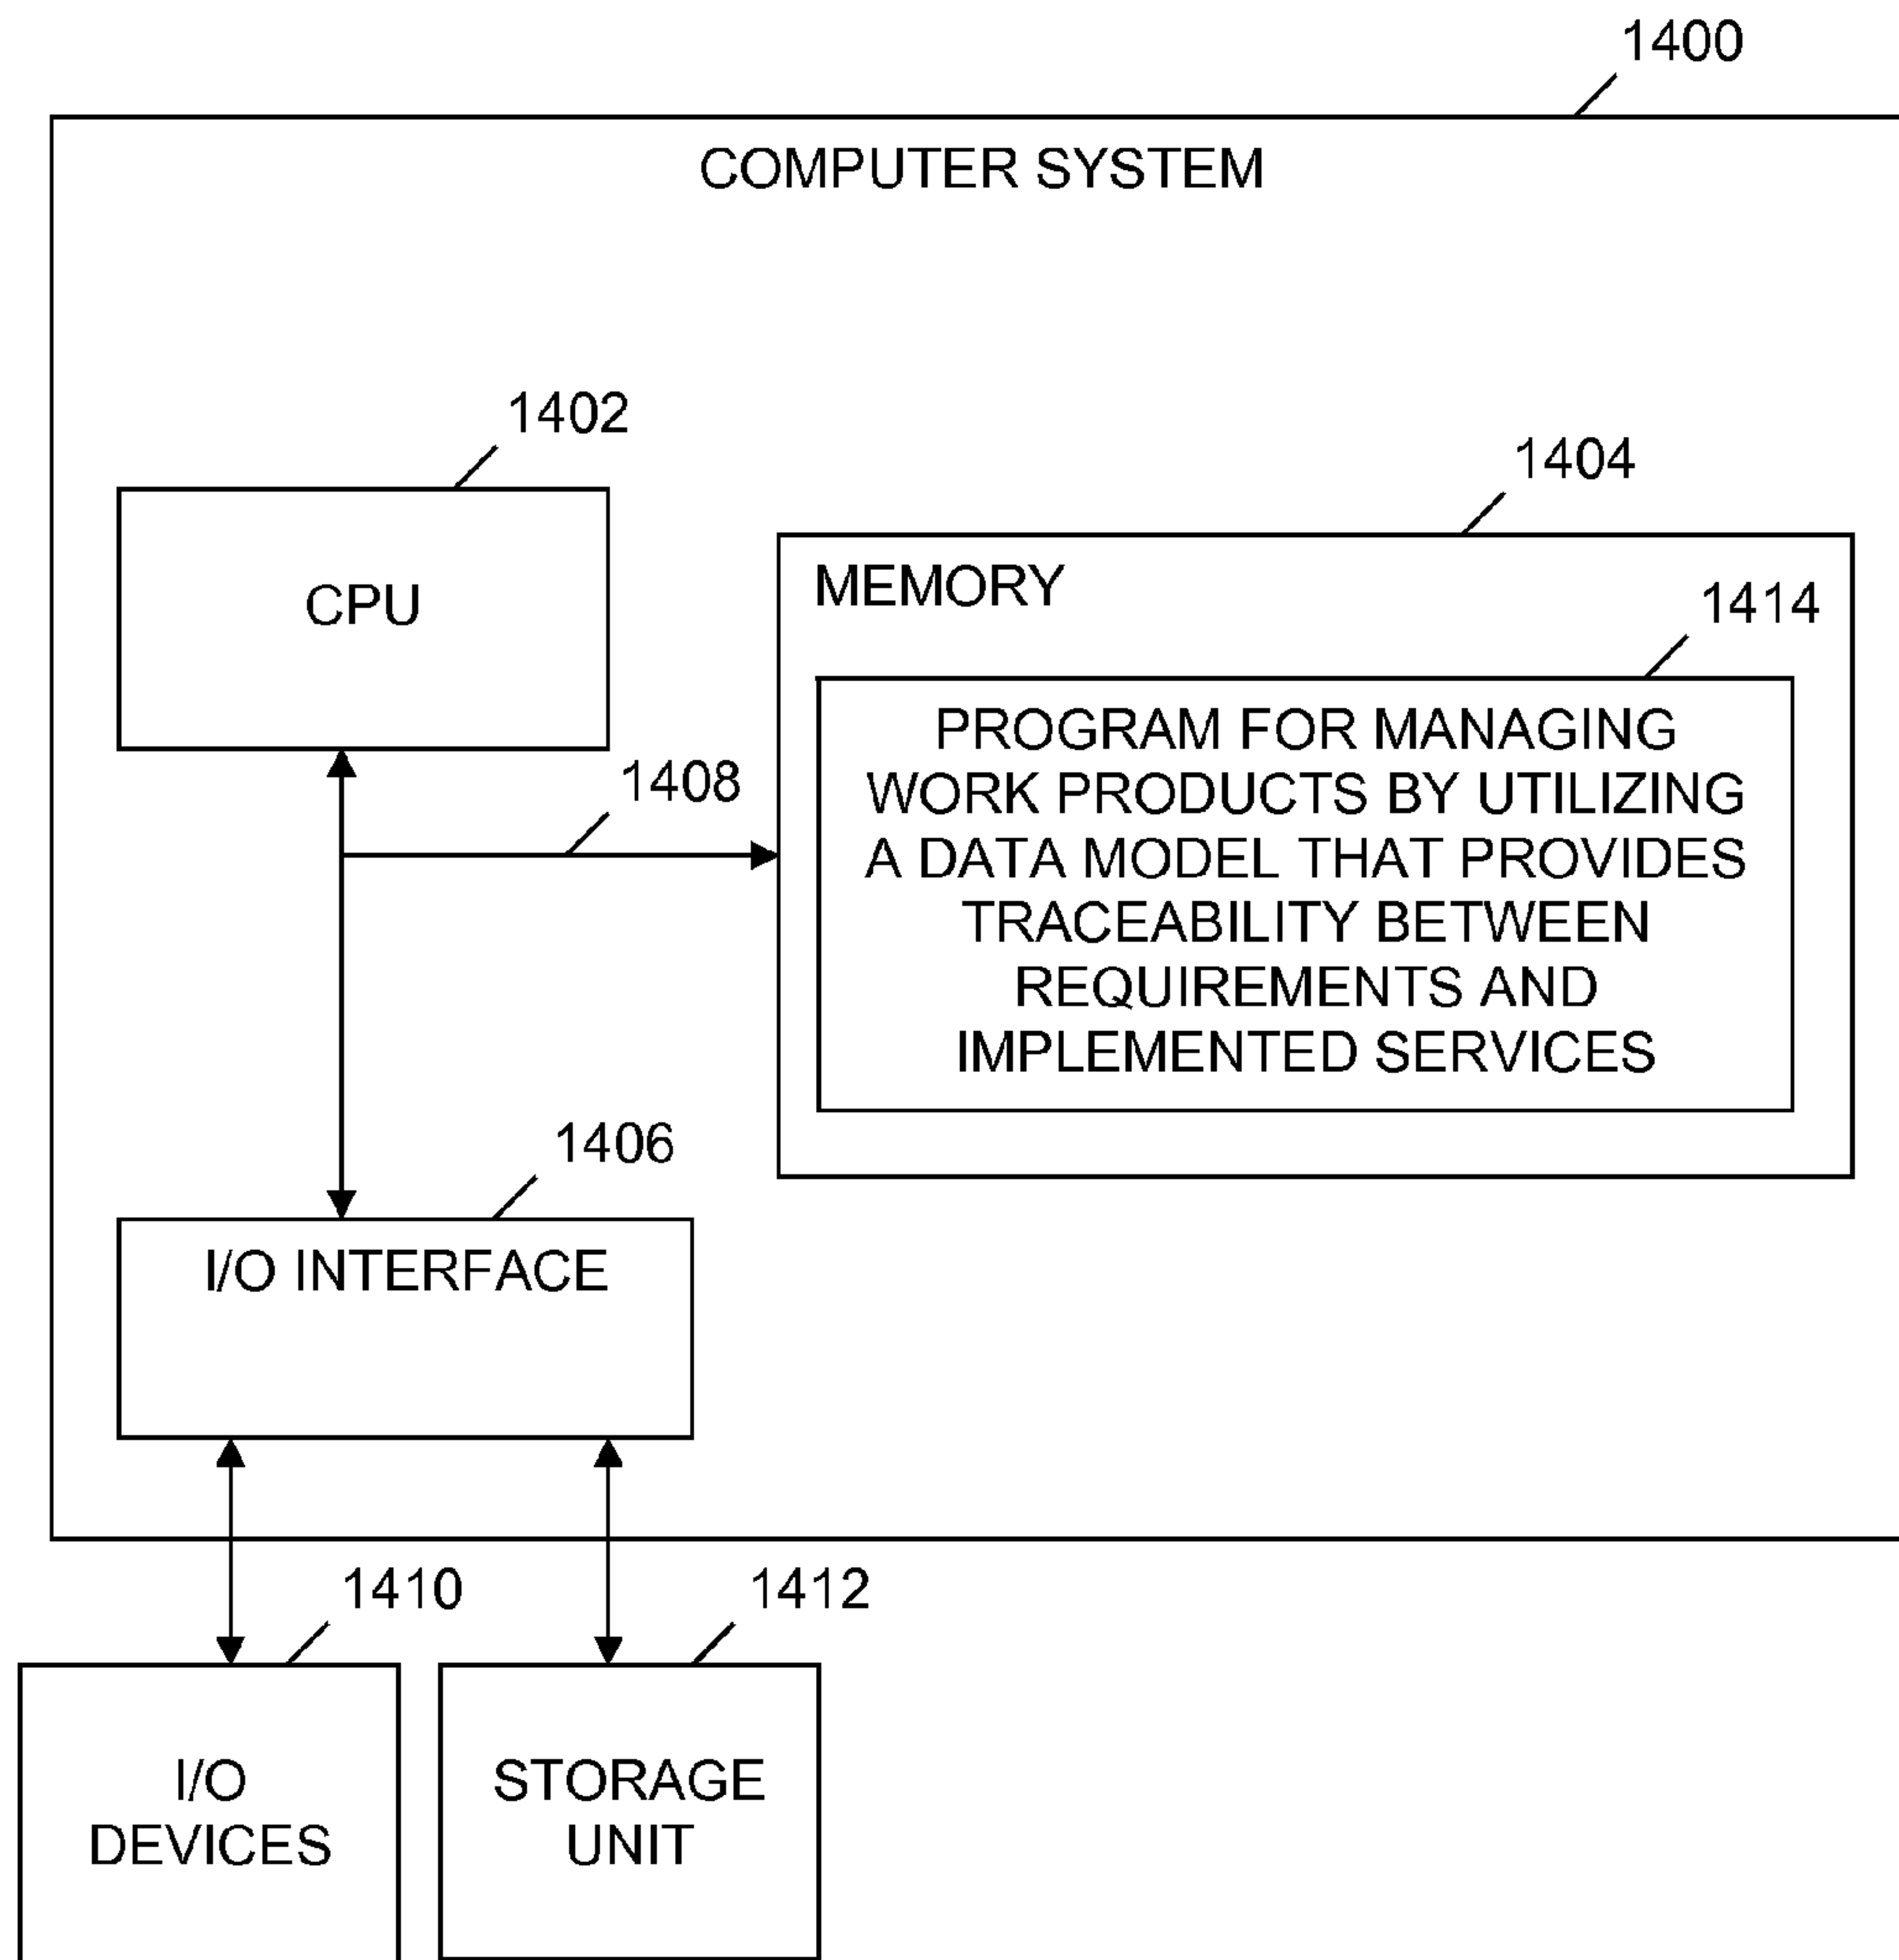 1400
COMPUTER SYSTEM
1402
CPU
1404
MEMORY
1414
PROGRAM FOR MANAGING
WORK PRODUCTS BY UTILIZING
A DATA MODEL THAT PROVIDES
TRACEABILITY BETWEEN
REQUIREMENTS AND
IMPLEMENTED SERVICES
1408
1406
I/O INTERFACE
1410
I/O
DEVICES
1412
STORAGE
UNIT